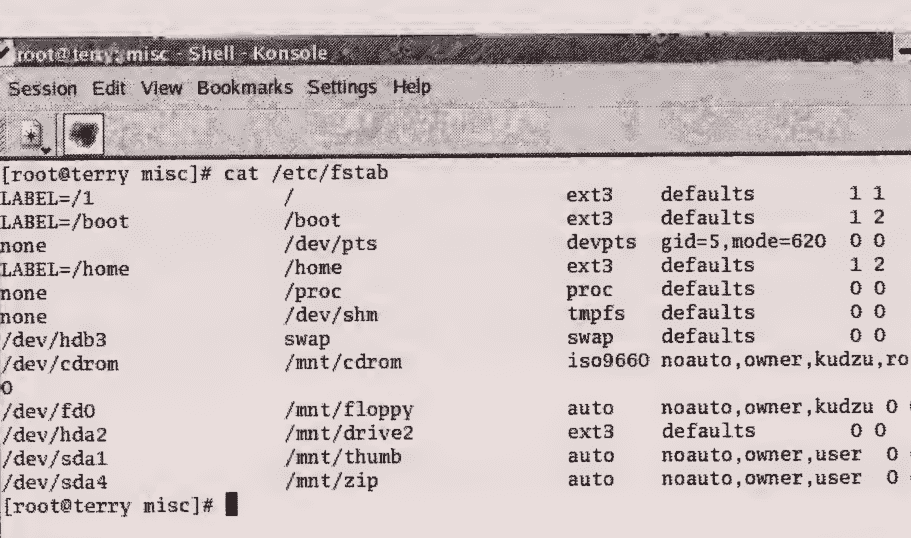 root@terry: misc - Shell - Konsole
Session Edit View Bookmarks Settings Help
[root@terry misc]# cat /etc/fstab
LABEL=/1 / ext3 defaults 1 1
LABEL=/boot /boot ext3 defaults 1 2
none /dev/pts devpts gid=5,mode=620 0 0
LABEL=/home /home ext3 defaults 1 2
none /proc proc defaults 0 0
none /dev/shm tmpfs defaults 0 0
/dev/hdb3 swap swap defaults 0 0
/dev/cdrom /mnt/cdrom iso9660 noauto,owner,kudzu,ro
0
/dev/fd0 /mnt/floppy auto noauto,owner,kudzu 0
/dev/hda2 /mnt/drive2 ext3 defaults 0 0
/dev/sda1 /mnt/thumb auto noauto,owner,user 0
/dev/sda4 /mnt/zip auto noauto,owner,user 0
[root@terry misc]#